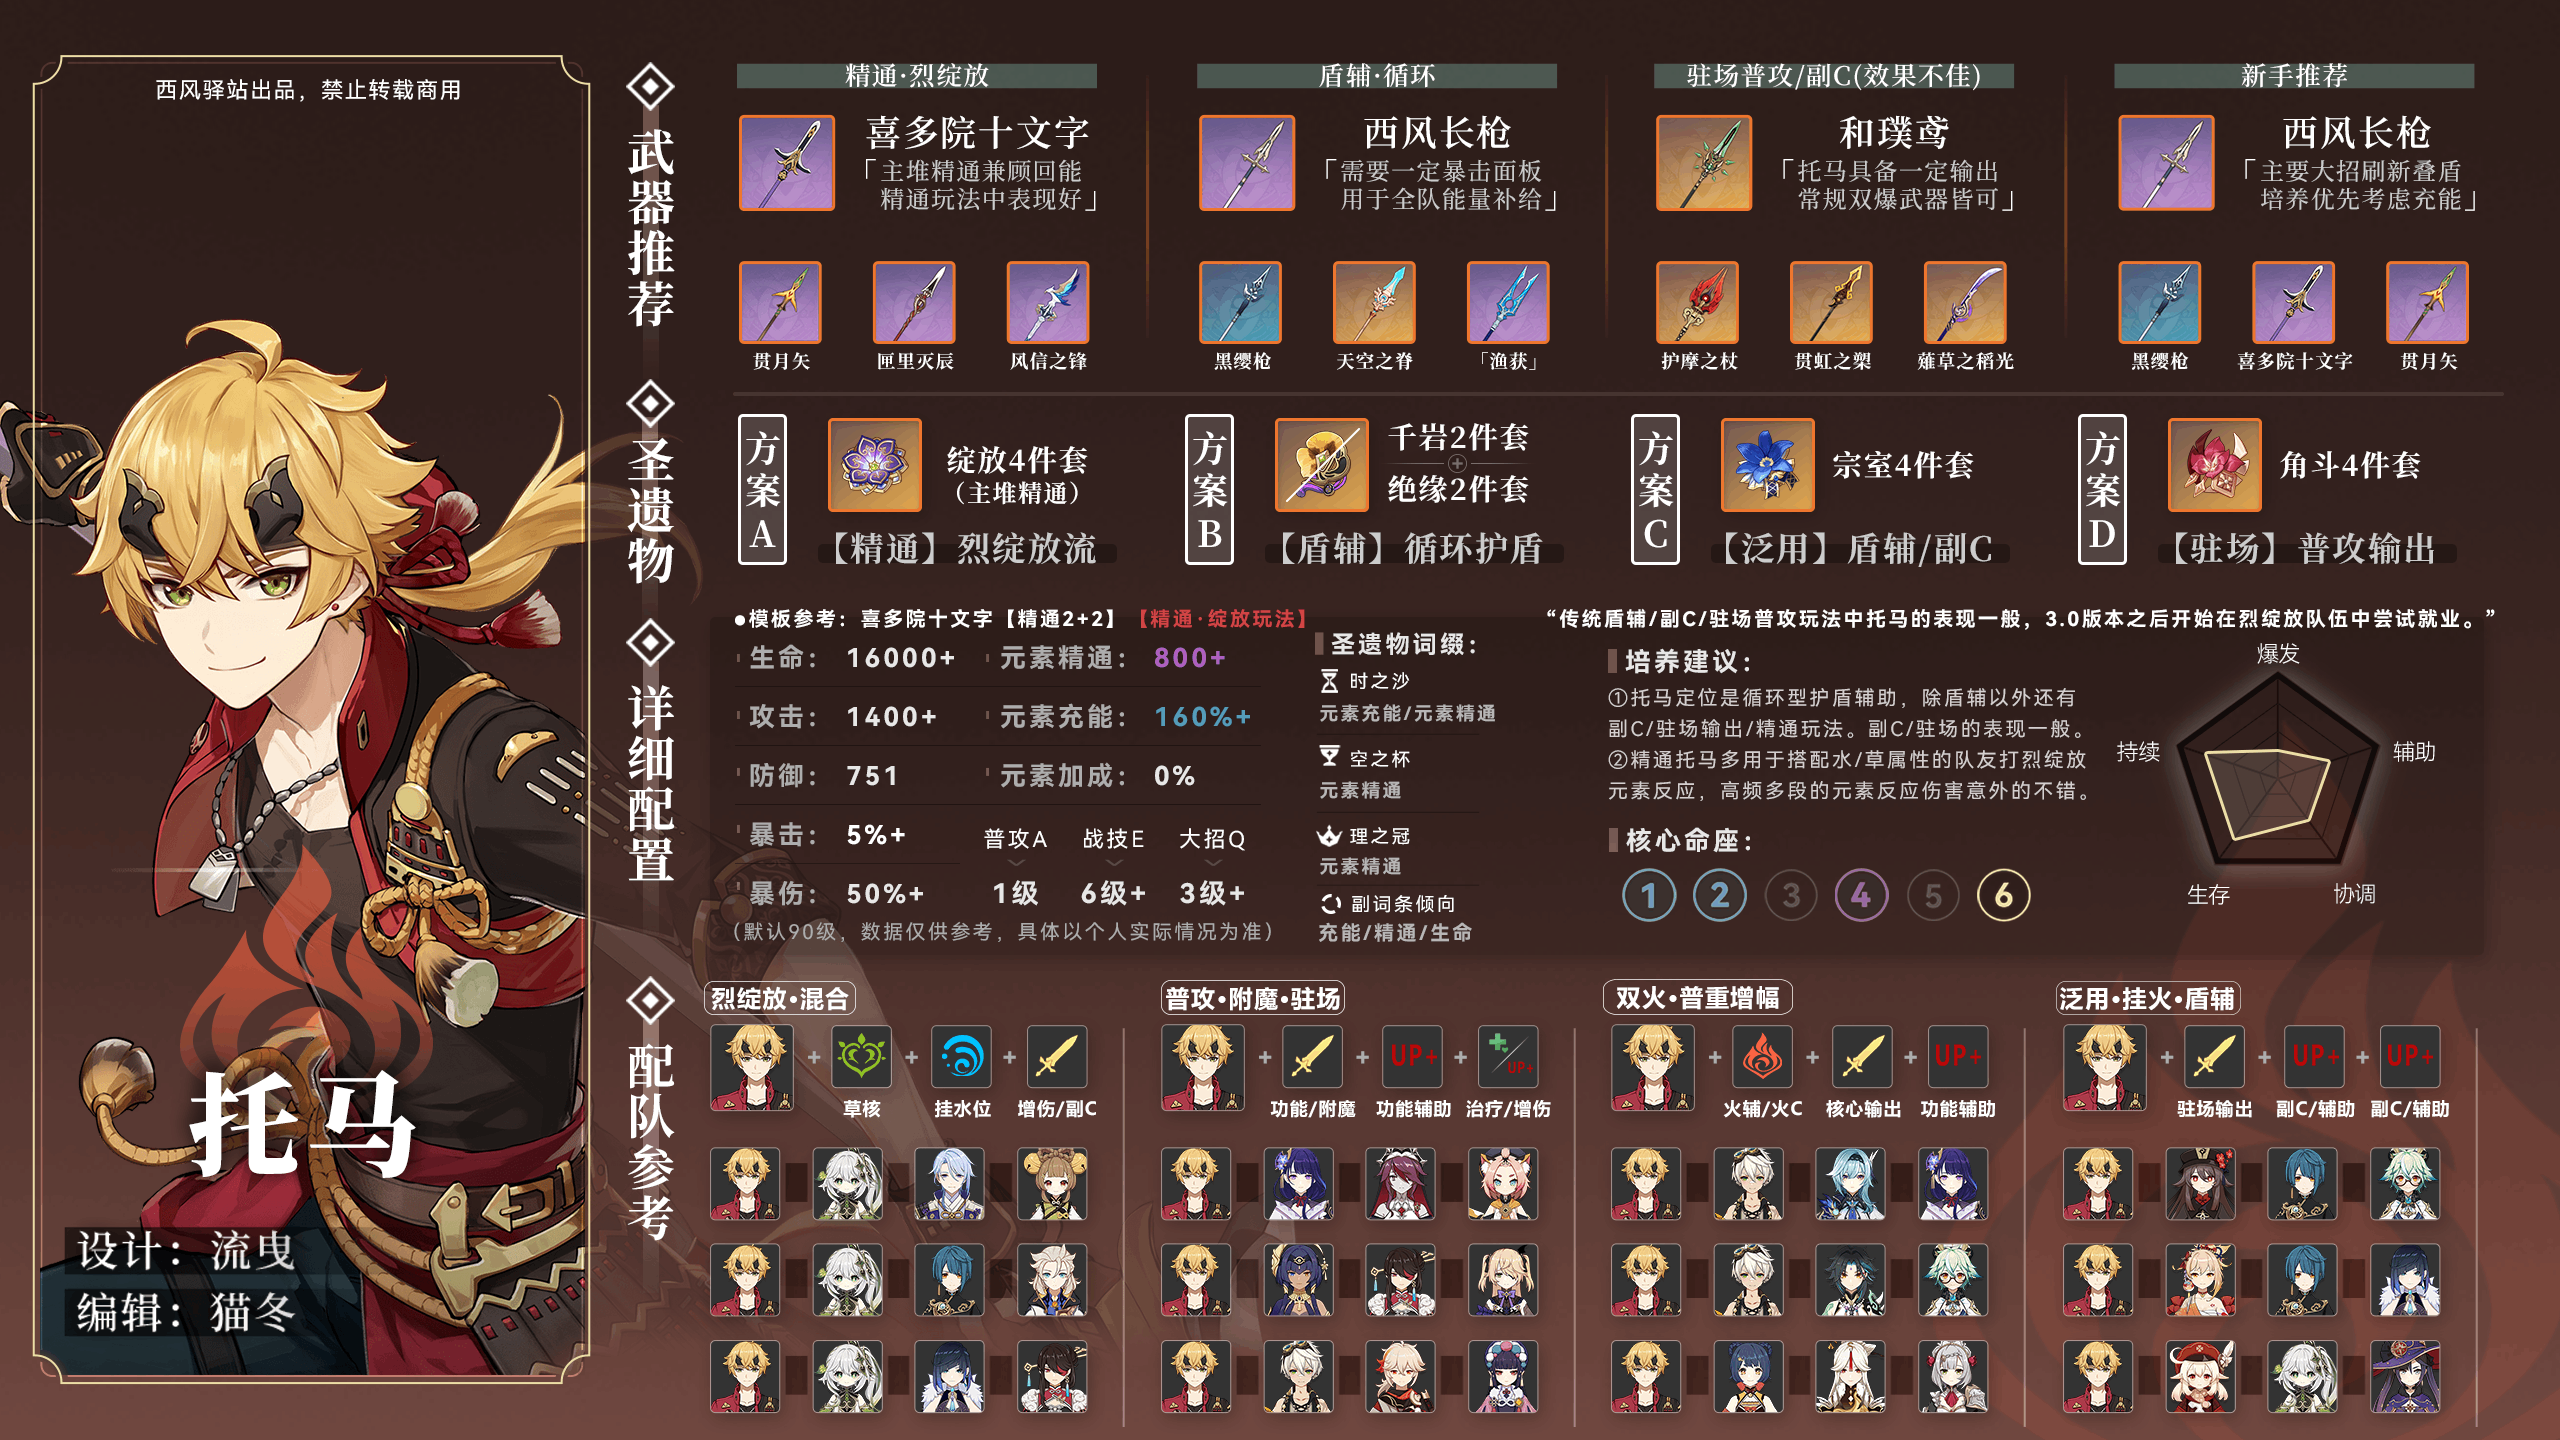 西风驿站出品，禁止转载商用
托马
设计：流曳
编辑：猫冬
武器推荐
精通·烈绽放
喜多院十文字
「主堆精通兼顾回能
精通玩法中表现好」
贯月矢
匣里灭辰
风信之锋
盾辅·循环
西风长枪
「需要一定暴击面板
用于全队能量补给」
黑缨枪
天空之脊
「渔获」
驻场普攻/副C(效果不佳)
和璞鸢
「托马具备一定输出
常规双爆武器皆可」
护摩之杖
贯虹之槊
薙草之稻光
新手推荐
西风长枪
「主要大招刷新叠盾
培养优先考虑充能」
黑缨枪
喜多院十文字
贯月矢
圣遗物
方案A
绽放4件套
（主堆精通）
【精通】烈绽放流
方案B
千岩2件套
绝缘2件套
【盾辅】循环护盾
方案C
宗室4件套
【泛用】盾辅/副C
方案D
角斗4件套
【驻场】普攻输出
详细配置
●模板参考：喜多院十文字【精通2+2】【精通·绽放玩法】
生命：16000+
元素精通：800+
攻击：1400+
元素充能：160%+
防御：751
元素加成：0%
暴击：5%+
普攻A 战技E 大招Q
暴伤：50%+
1级 6级+ 3级+
（默认90级，数据仅供参考，具体以个人实际情况为准）
圣遗物词缀：
时之沙
元素充能/元素精通
空之杯
元素精通
理之冠
元素精通
副词条倾向
充能/精通/生命
“传统盾辅/副C/驻场普攻玩法中托马的表现一般，3.0版本之后开始在烈绽放队伍中尝试就业。”
培养建议：
①托马定位是循环型护盾辅助，除盾辅以外还有
副C/驻场输出/精通玩法。副C/驻场的表现一般。
②精通托马多用于搭配水/草属性的队友打烈绽放
元素反应，高频多段的元素反应伤害意外的不错。
核心命座：
1 2 3 4 5 6
爆发
辅助
协调
生存
持续
配队参考
烈绽放·混合
+ + +
草核 挂水位 增伤/副C
普攻·附魔·驻场
+ + UP+ + UP+
功能/附魔 功能辅助 治疗/增伤
双火·普重增幅
+ + + UP+
火辅/火C 核心输出 功能辅助
泛用·挂火·盾辅
+ + UP+ + UP+
驻场输出 副C/辅助 副C/辅助